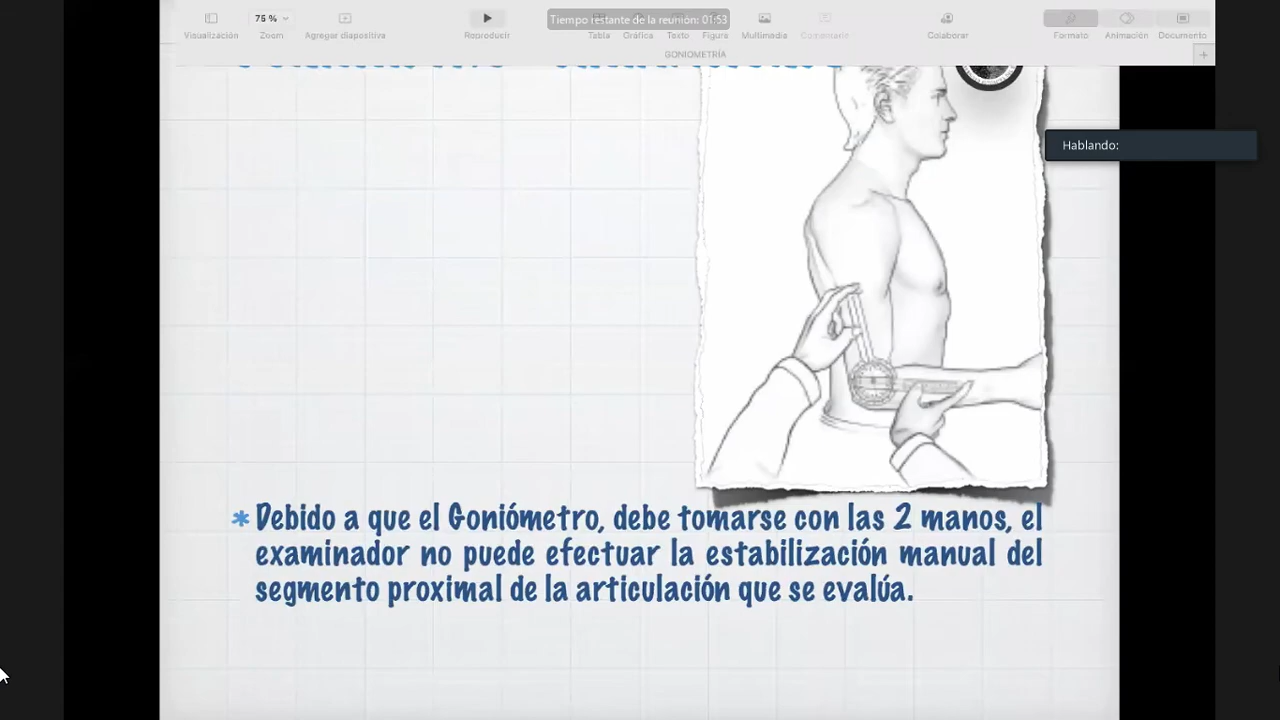 Tiempo restante de la reunión: 01:53
75 %
Visualización Zoom Agregar diapositiva Reproducir Tabla Gráfica Texto Figura Multimedia Comentario Colaborar Formato Animación Documento
GONIOMETRÍA
Hablando:
* Debido a que el Goniómetro, debe tomarse con las 2 manos, el
examinador no puede efectuar la estabilización manual del
segmento proximal de la articulación que se evalúa.